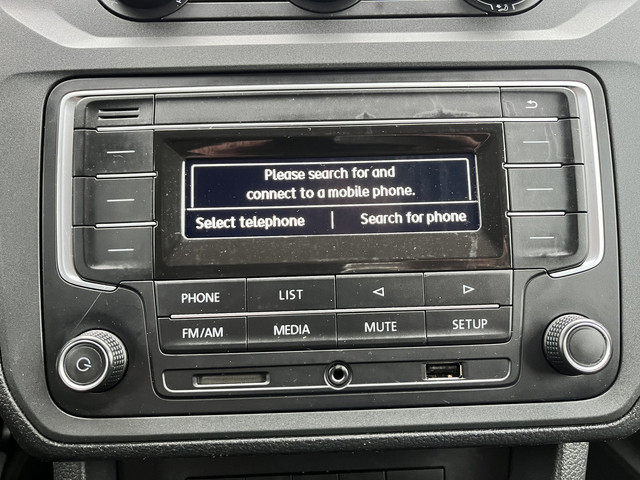 Please search for and
connect to a mobile phone.
Select telephone | Search for phone
PHONE LIST
FM/AM MEDIA MUTE SETUP